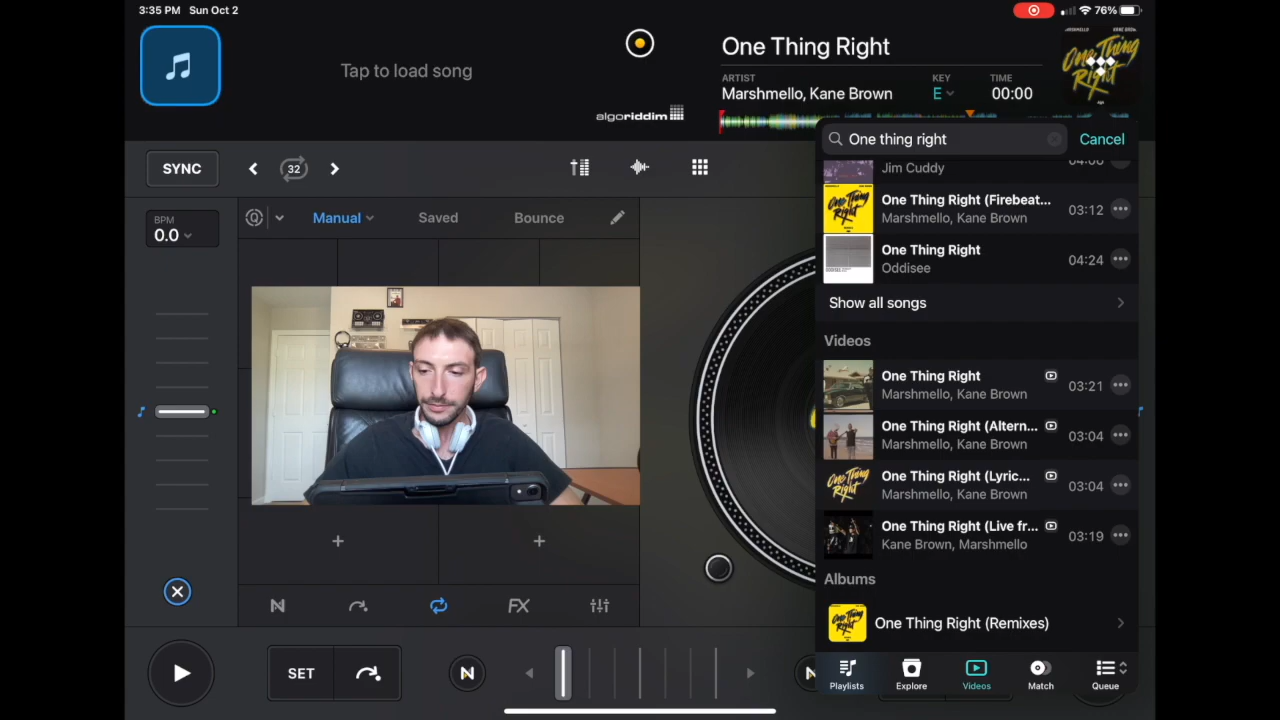 3:35 PM Sun Oct 2
76%
Tap to load song
algoriddim
One Thing Right
ARTIST
Marshmello, Kane Brown
KEY
E
TIME
00:00
One Thing Right
One thing right
Cancel
SYNC
32
BPM
0.0
Manual
Saved
Bounce
Jim Cuddy
04:00
One Thing Right (Firebeat...
Marshmello, Kane Brown
03:12
One Thing Right
Oddisee
04:24
Show all songs
Videos
One Thing Right
Marshmello, Kane Brown
03:21
One Thing Right (Altern...
Marshmello, Kane Brown
03:04
One Thing Right (Lyric...
Marshmello, Kane Brown
03:04
One Thing Right (Live fr...
Kane Brown, Marshmello
03:19
Albums
One Thing Right (Remixes)
FX
SET
N
Playlists
Explore
Videos
Match
Queue